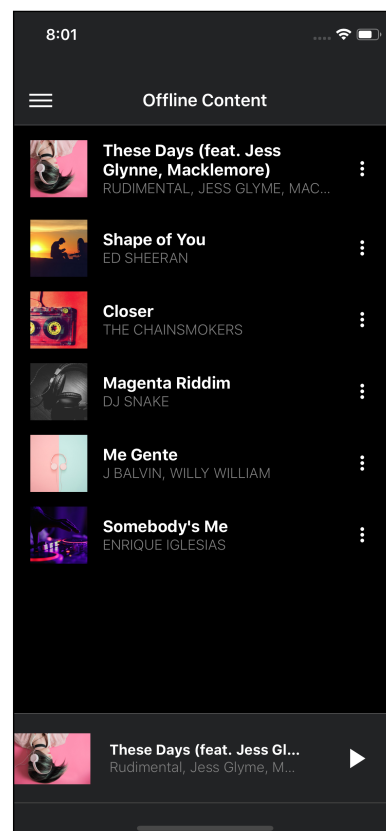 8:01
Offline Content
These Days (feat. Jess
Glynne, Macklemore)
RUDIMENTAL, JESS GLYME, MAC...
Shape of You
ED SHEERAN
Closer
THE CHAINSMOKERS
Magenta Riddim
DJ SNAKE
Me Gente
J BALVIN, WILLY WILLIAM
Somebody's Me
ENRIQUE IGLESIAS
These Days (feat. Jess Gl...
Rudimental, Jess Glyme, M...